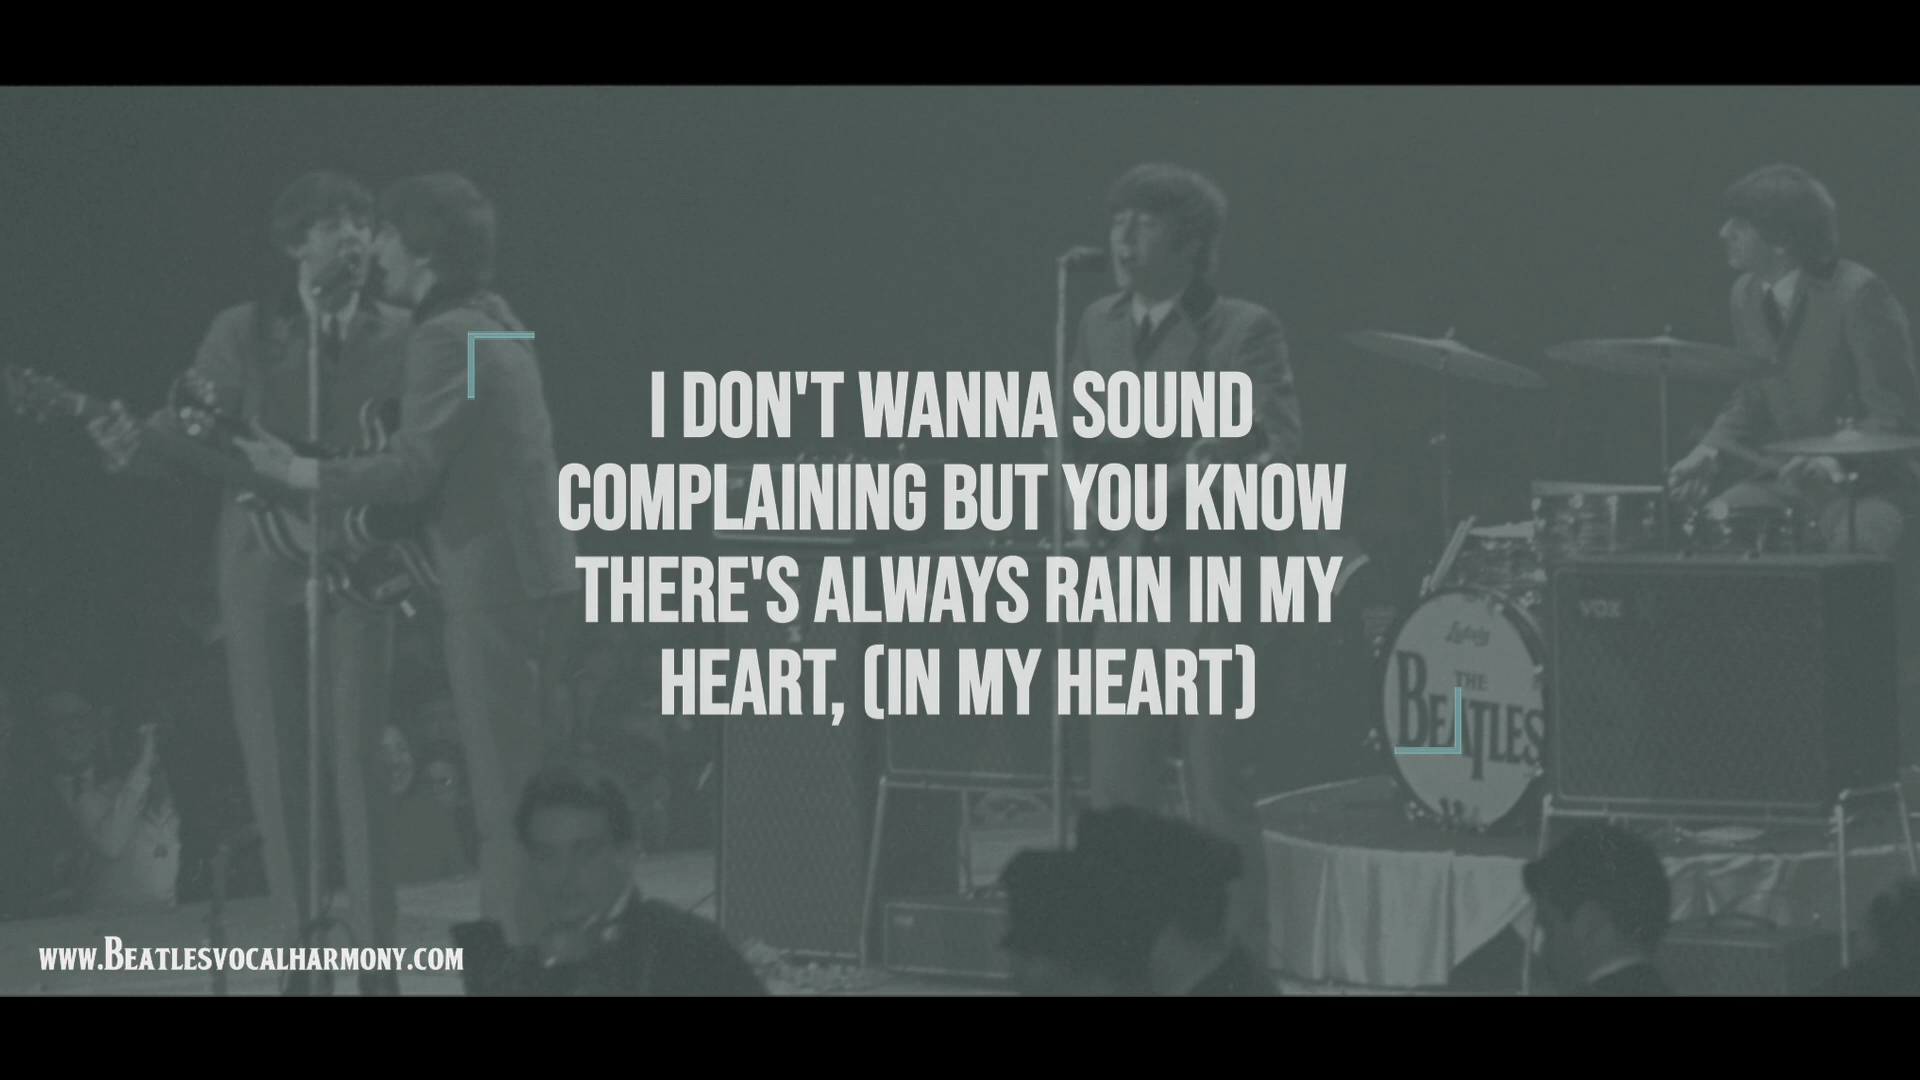 I DON'T WANNA SOUND
COMPLAINING BUT YOU KNOW
THERE'S ALWAYS RAIN IN MY
HEART, (IN MY HEART)
VOX
Ludwig
THE
BEATLES
www.Beatlesvocalharmony.com